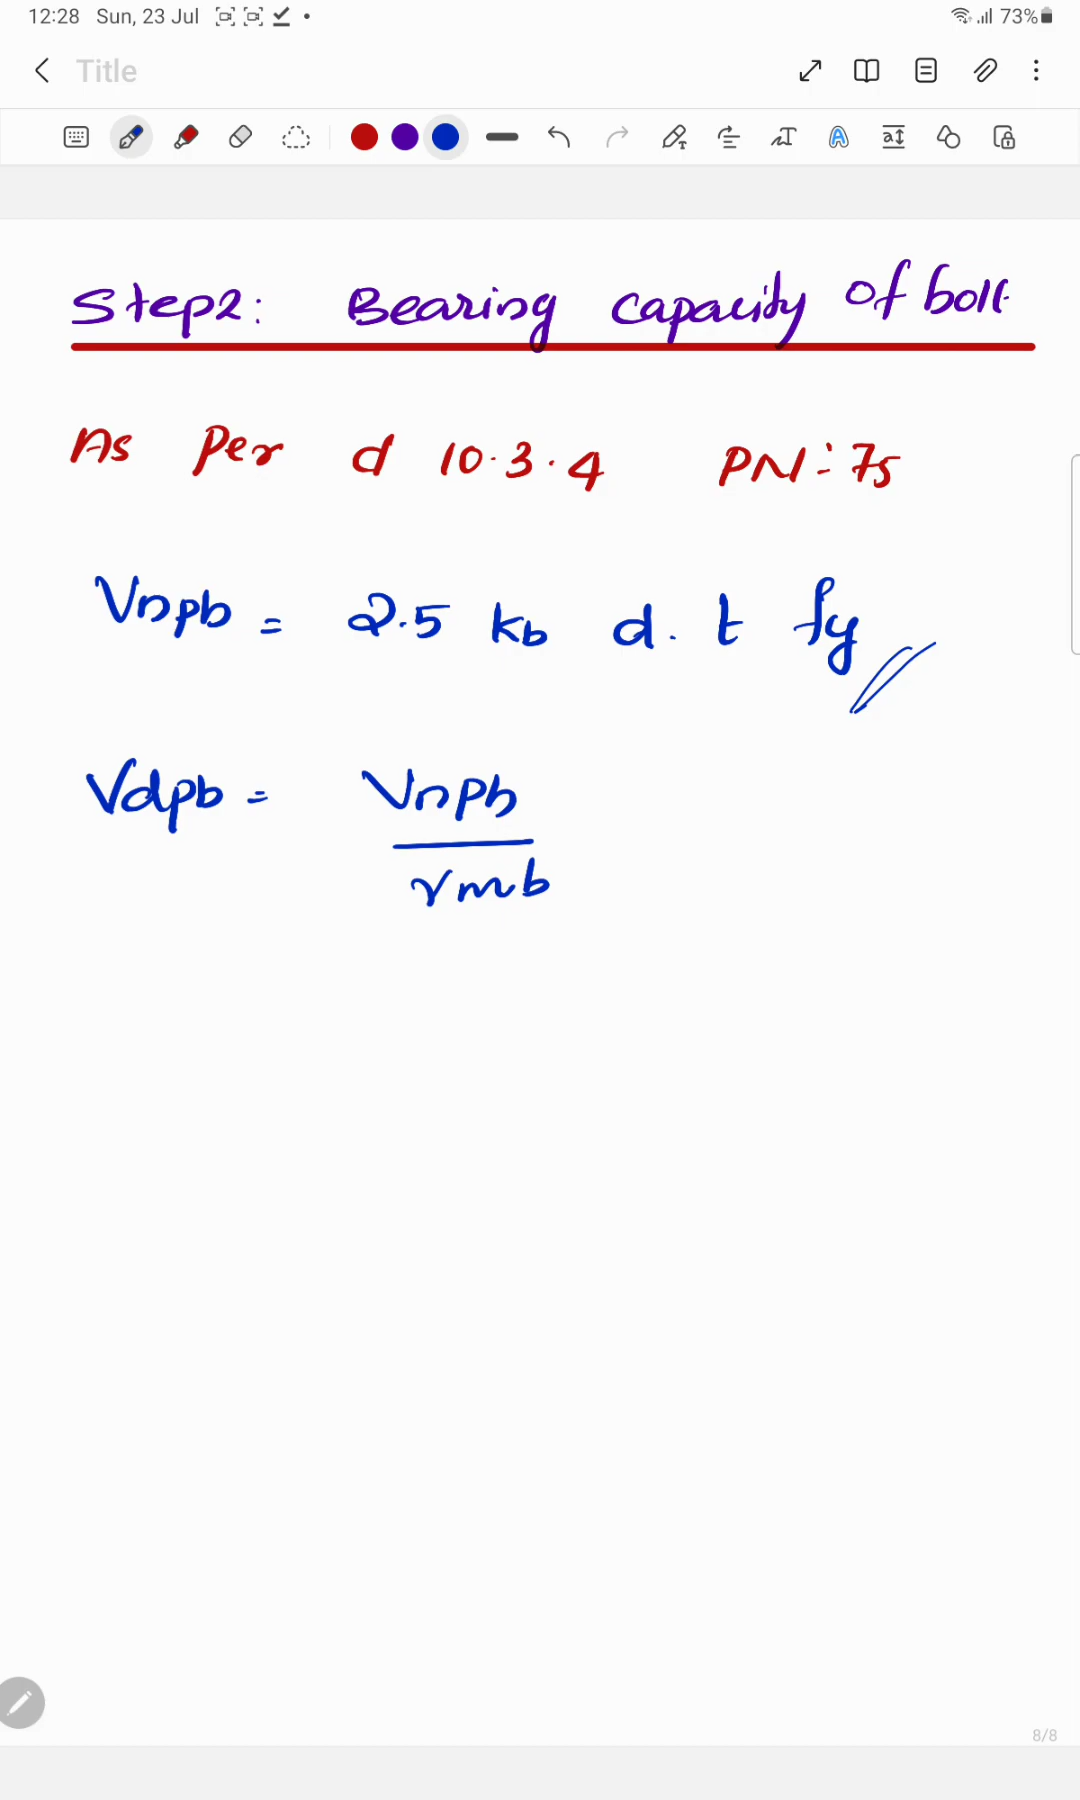 12:28 Sun, 23 Jul 73%
Title
Step2: Bearing capacity of bolt
As Per cl 10.3.4 PN:- 75
Vnpb = 2.5 kb d. t fy
Vdpb = Vnpb
γmb
8/8